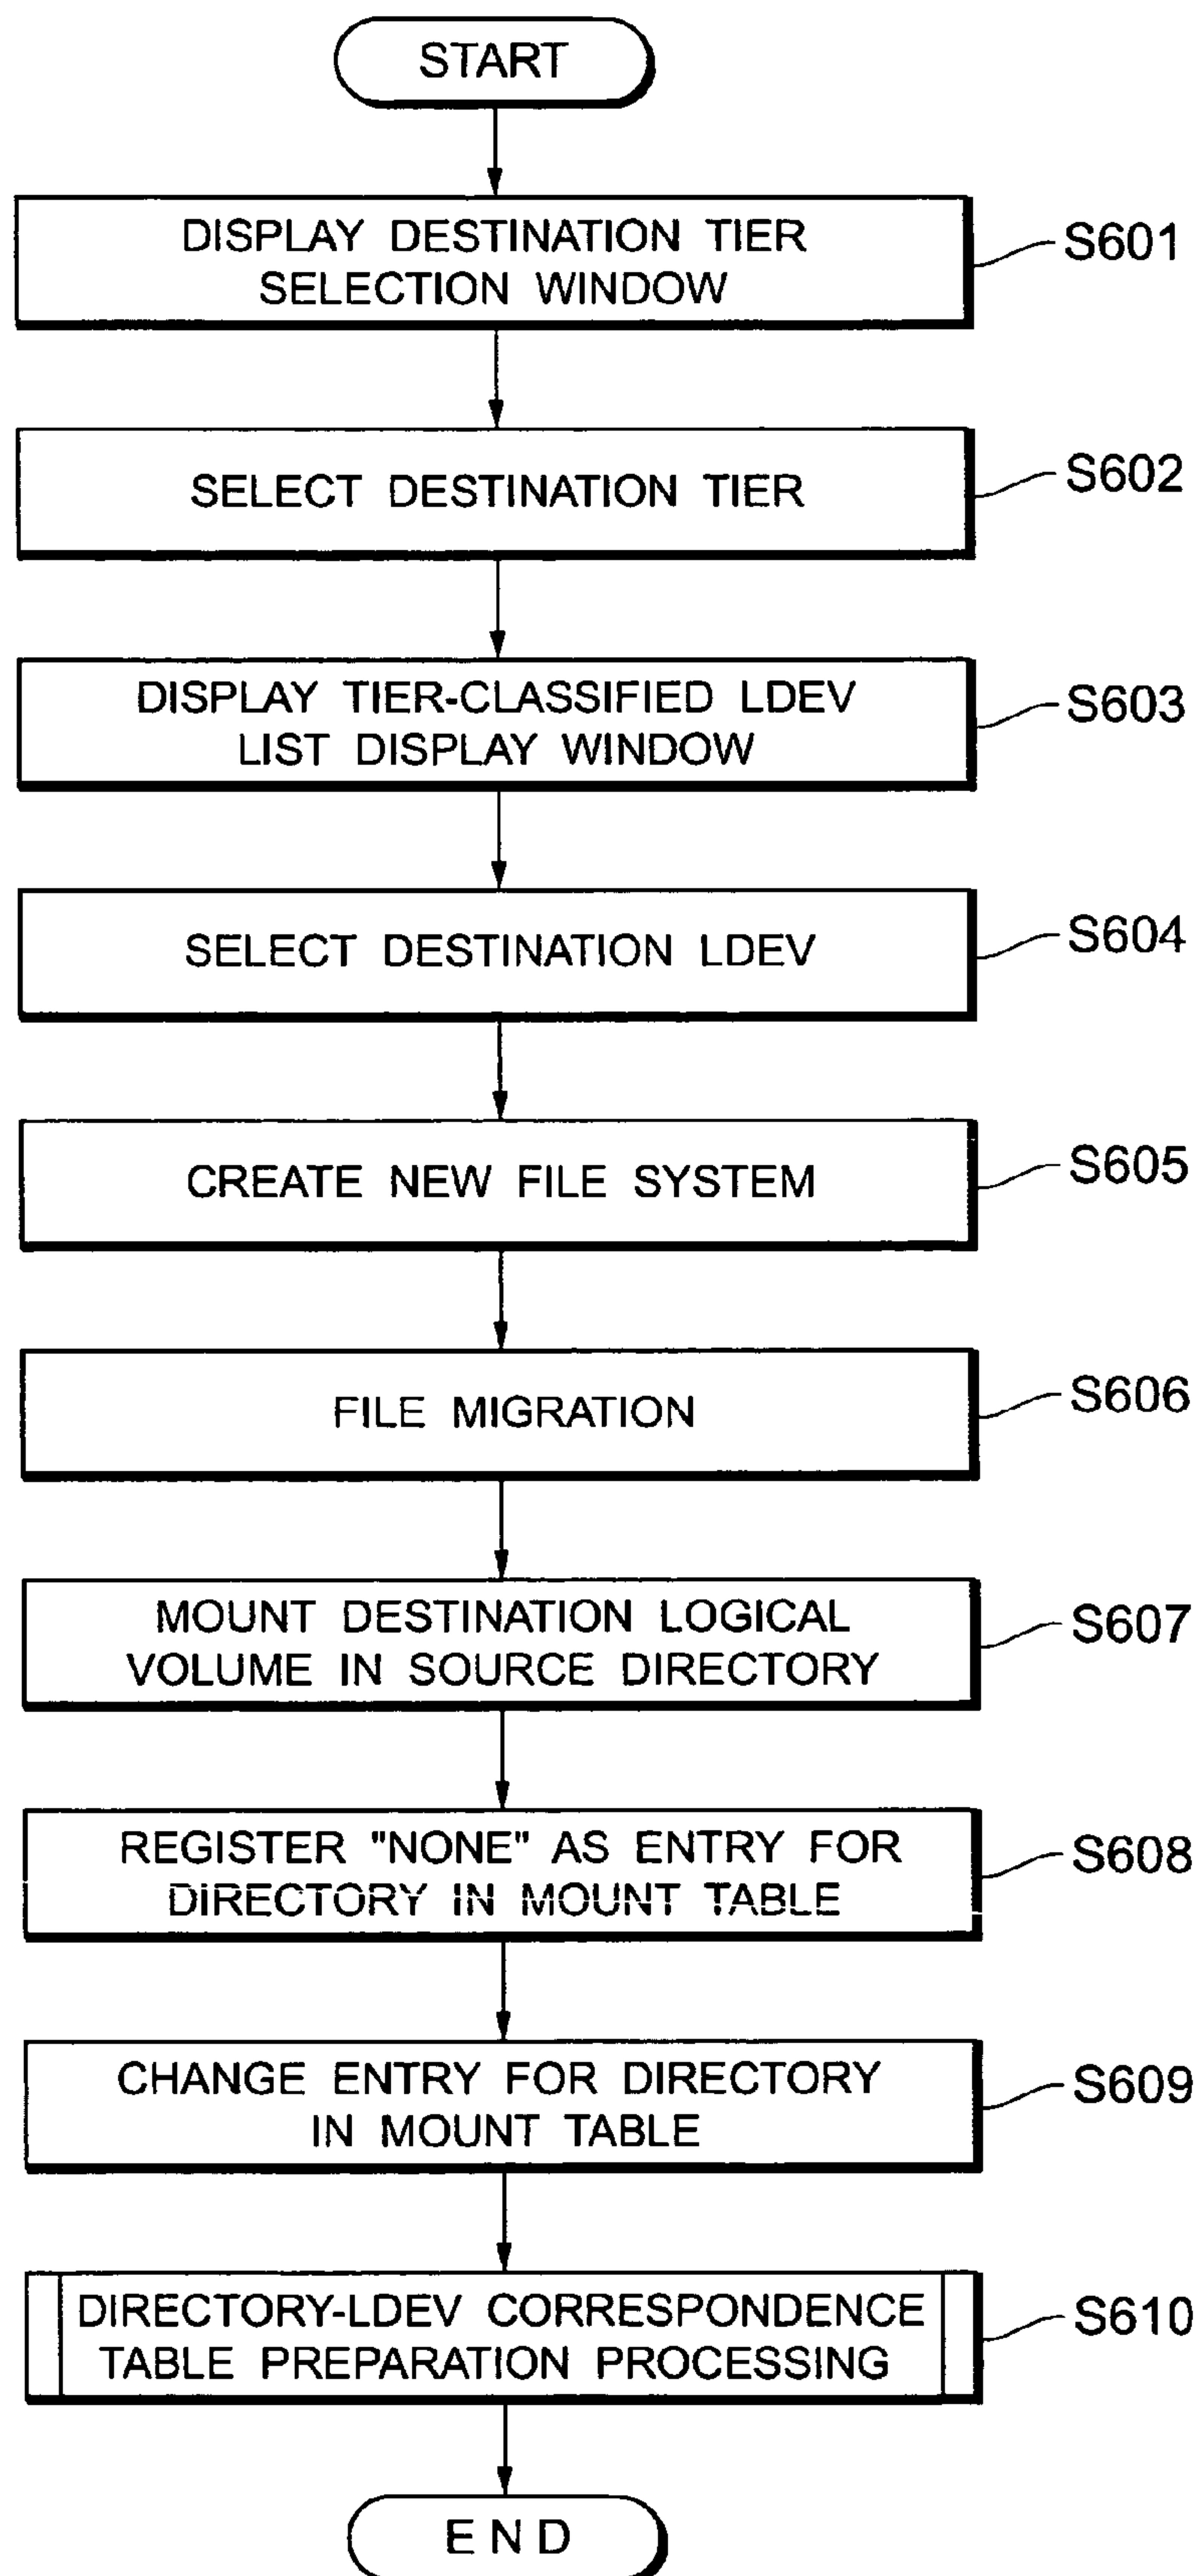 START
DISPLAY DESTINATION TIER
SELECTION WINDOW
S601
SELECT DESTINATION TIER
S602
DISPLAY TIER-CLASSIFIED LDEV
LIST DISPLAY WINDOW
S603
SELECT DESTINATION LDEV
S604
CREATE NEW FILE SYSTEM
S605
FILE MIGRATION
S606
MOUNT DESTINATION LOGICAL
VOLUME IN SOURCE DIRECTORY
S607
REGISTER "NONE" AS ENTRY FOR
DIRECTORY IN MOUNT TABLE
S608
CHANGE ENTRY FOR DIRECTORY
IN MOUNT TABLE
S609
DIRECTORY-LDEV CORRESPONDENCE
TABLE PREPARATION PROCESSING
S610
END